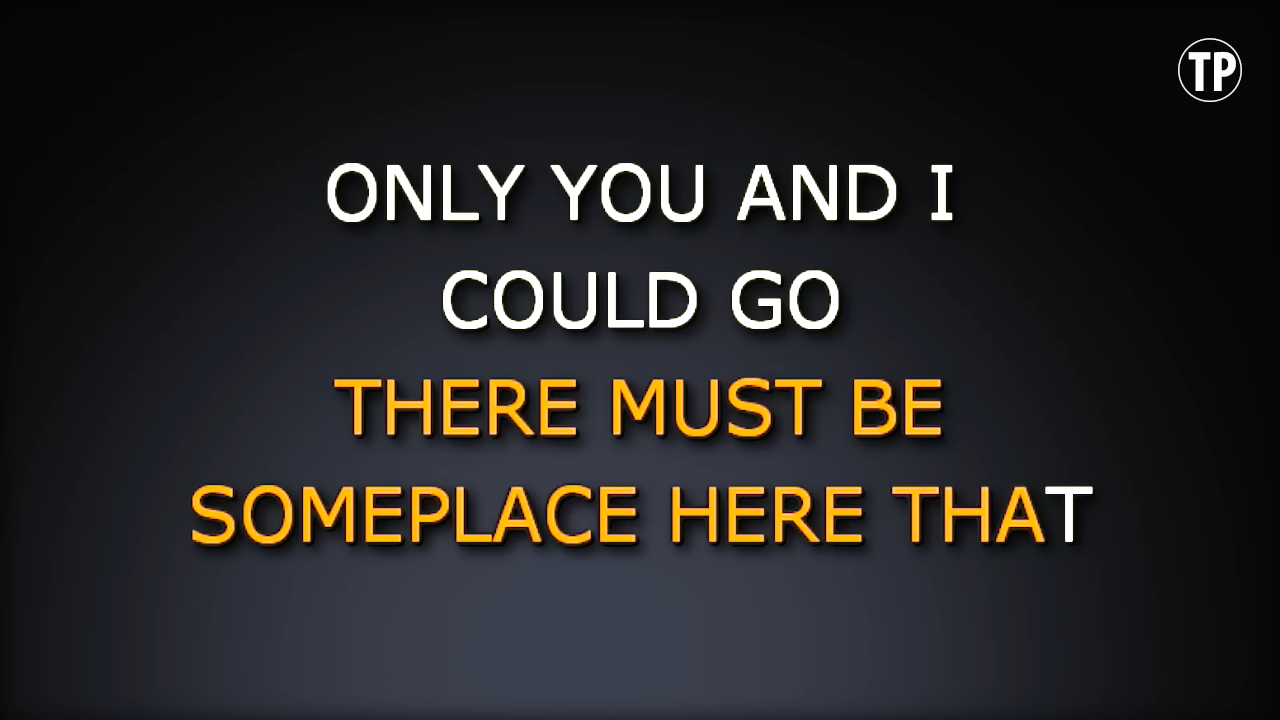 TP
ONLY YOU AND I
COULD GO
THERE MUST BE
SOMEPLACE HERE THAT